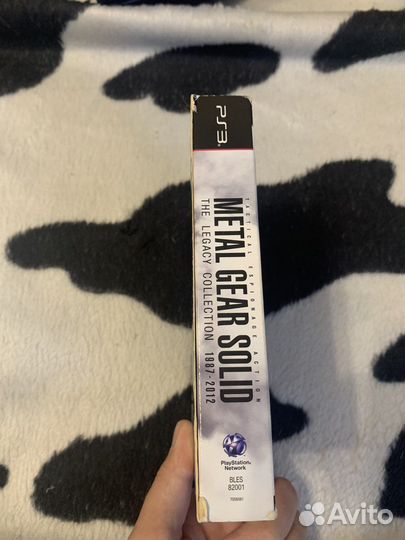 PS3
TACTICAL ESPIONAGE ACTION
METAL GEAR SOLID
THE LEGACY COLLECTION 1987-2012
PlayStation
Network
BLES
82001
Avito